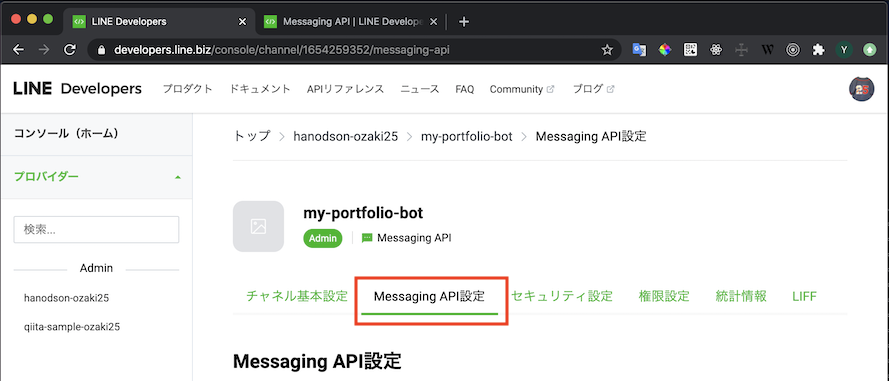 LINE Developers
Messaging API | LINE Develope
developers.line.biz/console/channel/1654259352/messaging-api
W
Y
LINE Developers プロダクト ドキュメント APIリファレンス ニュース FAQ Community ブログ
コンソール（ホーム）
トップ > hanodson-ozaki25 > my-portfolio-bot > Messaging API設定
プロバイダー
検索...
Admin
hanodson-ozaki25
qiita-sample-ozaki25
my-portfolio-bot
Admin
Messaging API
チャネル基本設定 Messaging API設定 セキュリティ設定 権限設定 統計情報 LIFF
Messaging API設定